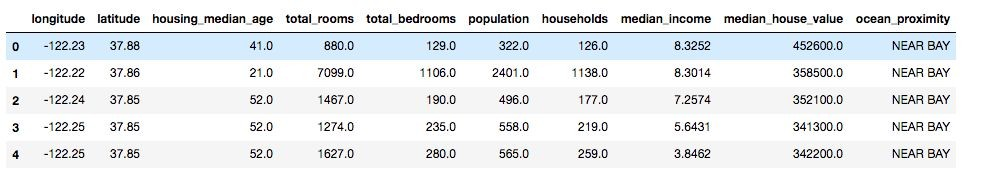 longitude latitude housing_median_age total_rooms total_bedrooms population households median_income median_house_value ocean_proximity
0 -122.23 37.88 41.0 880.0 129.0 322.0 126.0 8.3252 452600.0 NEAR BAY
1 -122.22 37.86 21.0 7099.0 1106.0 2401.0 1138.0 8.3014 358500.0 NEAR BAY
2 -122.24 37.85 52.0 1467.0 190.0 496.0 177.0 7.2574 352100.0 NEAR BAY
3 -122.25 37.85 52.0 1274.0 235.0 558.0 219.0 5.6431 341300.0 NEAR BAY
4 -122.25 37.85 52.0 1627.0 280.0 565.0 259.0 3.8462 342200.0 NEAR BAY